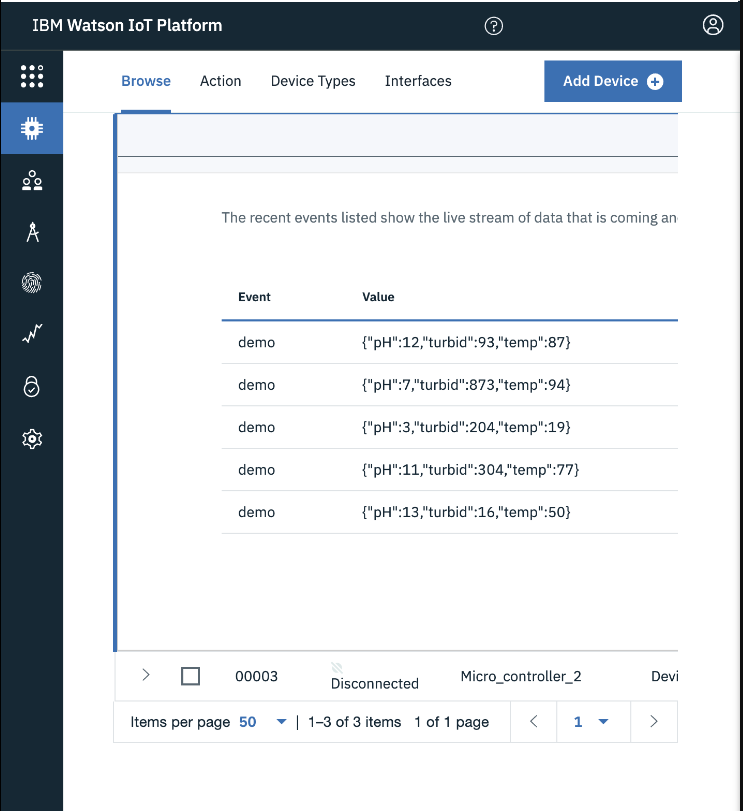 IBM Watson IoT Platform
Browse Action Device Types Interfaces Add Device
The recent events listed show the live stream of data that is coming an
Event Value
demo {"pH":12,"turbid":93,"temp":87}
demo {"pH":7,"turbid":873,"temp":94}
demo {"pH":3,"turbid":204,"temp":19}
demo {"pH":11,"turbid":304,"temp":77}
demo {"pH":13,"turbid":16,"temp":50}
00003 Disconnected Micro_controller_2 Devi
Items per page 50 | 1–3 of 3 items 1 of 1 page 1